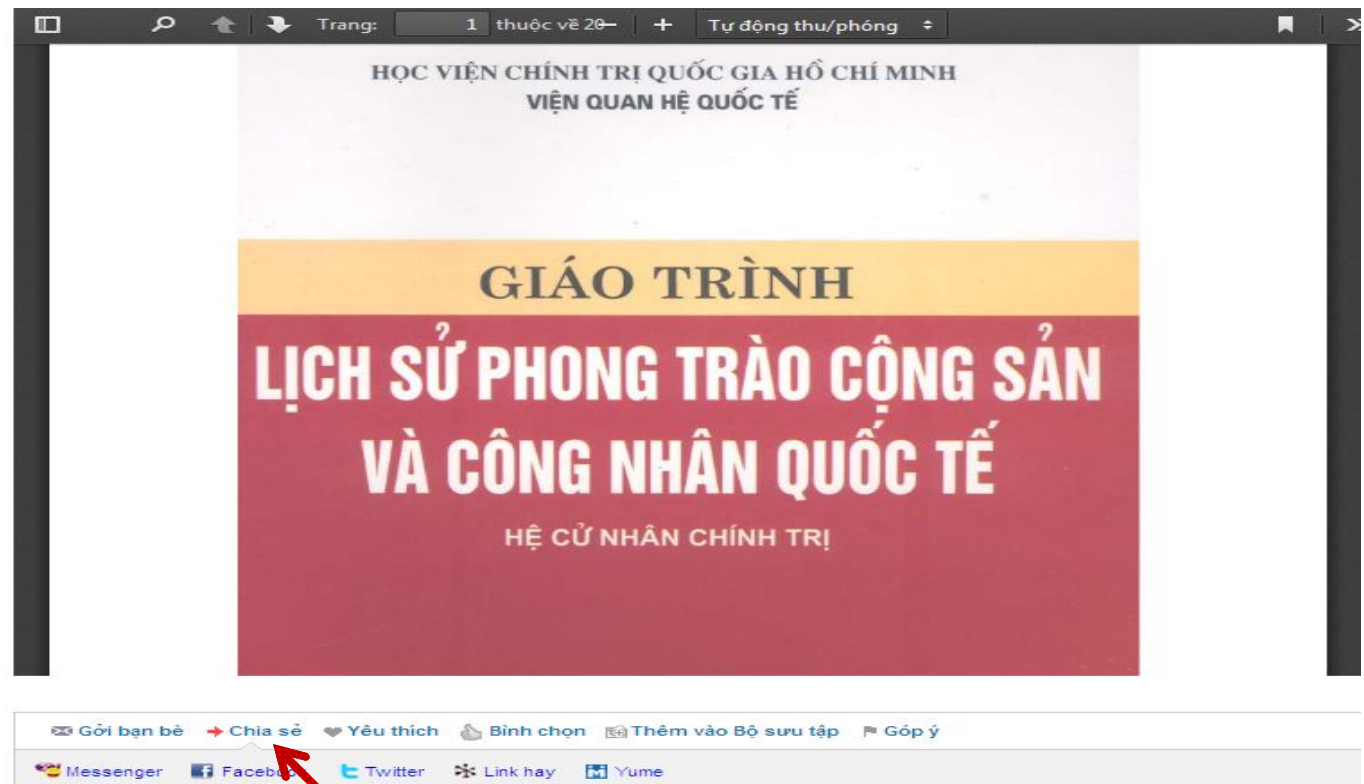 Trang: 1 thuộc về 20 Tự động thu/phóng
HỌC VIỆN CHÍNH TRỊ QUỐC GIA HỒ CHÍ MINH
VIỆN QUAN HỆ QUỐC TẾ
GIÁO TRÌNH
LỊCH SỬ PHONG TRÀO CỘNG SẢN
VÀ CÔNG NHÂN QUỐC TẾ
HỆ CỬ NHÂN CHÍNH TRỊ
Gởi bạn bè Chia sẻ Yêu thích Bình chọn Thêm vào Bộ sưu tập Góp ý
Messenger Twitter Link hay Yume